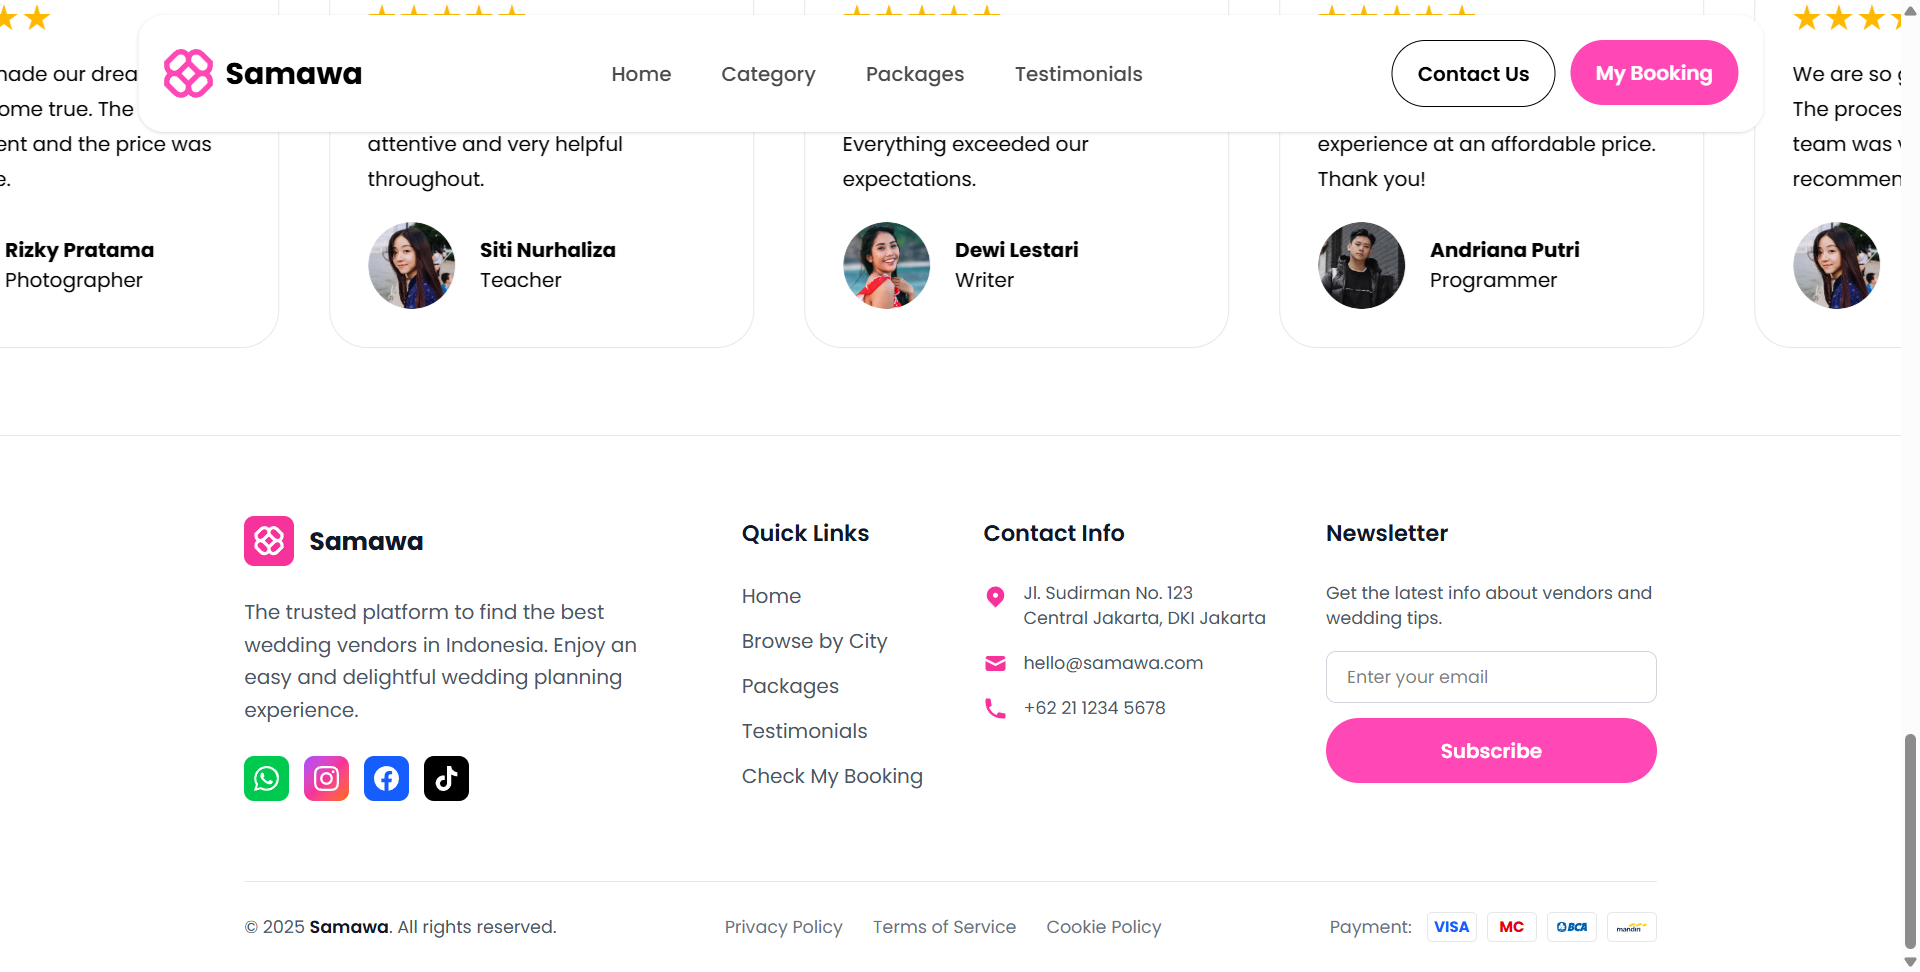 Samawa
Home
Category
Packages
Testimonials
Contact Us
My Booking
ome true. The
ent and the price was
e.
Rizky Pratama
Photographer
attentive and very helpful
throughout.
Siti Nurhaliza
Teacher
Everything exceeded our
expectations.
Dewi Lestari
Writer
experience at an affordable price.
Thank you!
Andriana Putri
Programmer
We are so
The proces
team was
recommen
Samawa
The trusted platform to find the best
wedding vendors in Indonesia. Enjoy an
easy and delightful wedding planning
experience.
Quick Links
Home
Browse by City
Packages
Testimonials
Check My Booking
Contact Info
Jl. Sudirman No. 123
Central Jakarta, DKI Jakarta
hello@samawa.com
+62 21 1234 5678
Newsletter
Get the latest info about vendors and
wedding tips.
Enter your email
Subscribe
© 2025 Samawa. All rights reserved.
Privacy Policy
Terms of Service
Cookie Policy
Payment:
VISA
MC
BCA
mandiri